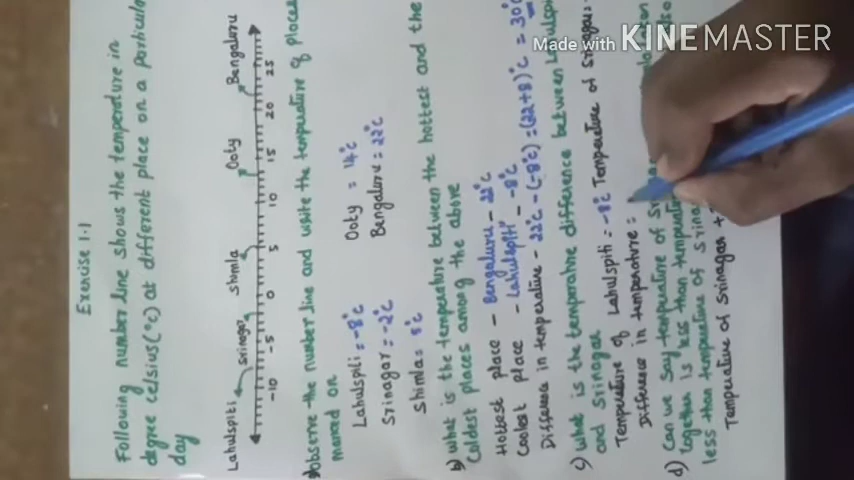 Exercise 1.1
Following number line shows the temperature in
degree celsius (°c) at different place on a particula
day
Lahulspiti Srinagar Shimla Ooty Bengaluru
-10 -5 0 5 10 15 20 25
observe the number line and write the temperature of places
marked on
Lahulspiti = -8°c Ooty = 14°c
Srinagar = -2°c Bengaluru = 22°c
Shimla = 5°c
b) what is the temperature between the hottest and the
coldest places among the above
Hottest place - Bengaluru - 22°c
Coolest place - Lahulspiti - -8°c
Difference in temperature - 22°c - (-8°c) = (22+8)°c = 30°c
c) what is the temperature difference between Lahulspiti
and Srinagar
Temperature of Lahulspiti = -8°c Temperature of Srinagar =
Difference in temperature =
d) Can we say temperature of
together is less than temperature
less than temperature of
Temperature of Srinagar
Made with KINEMASTER